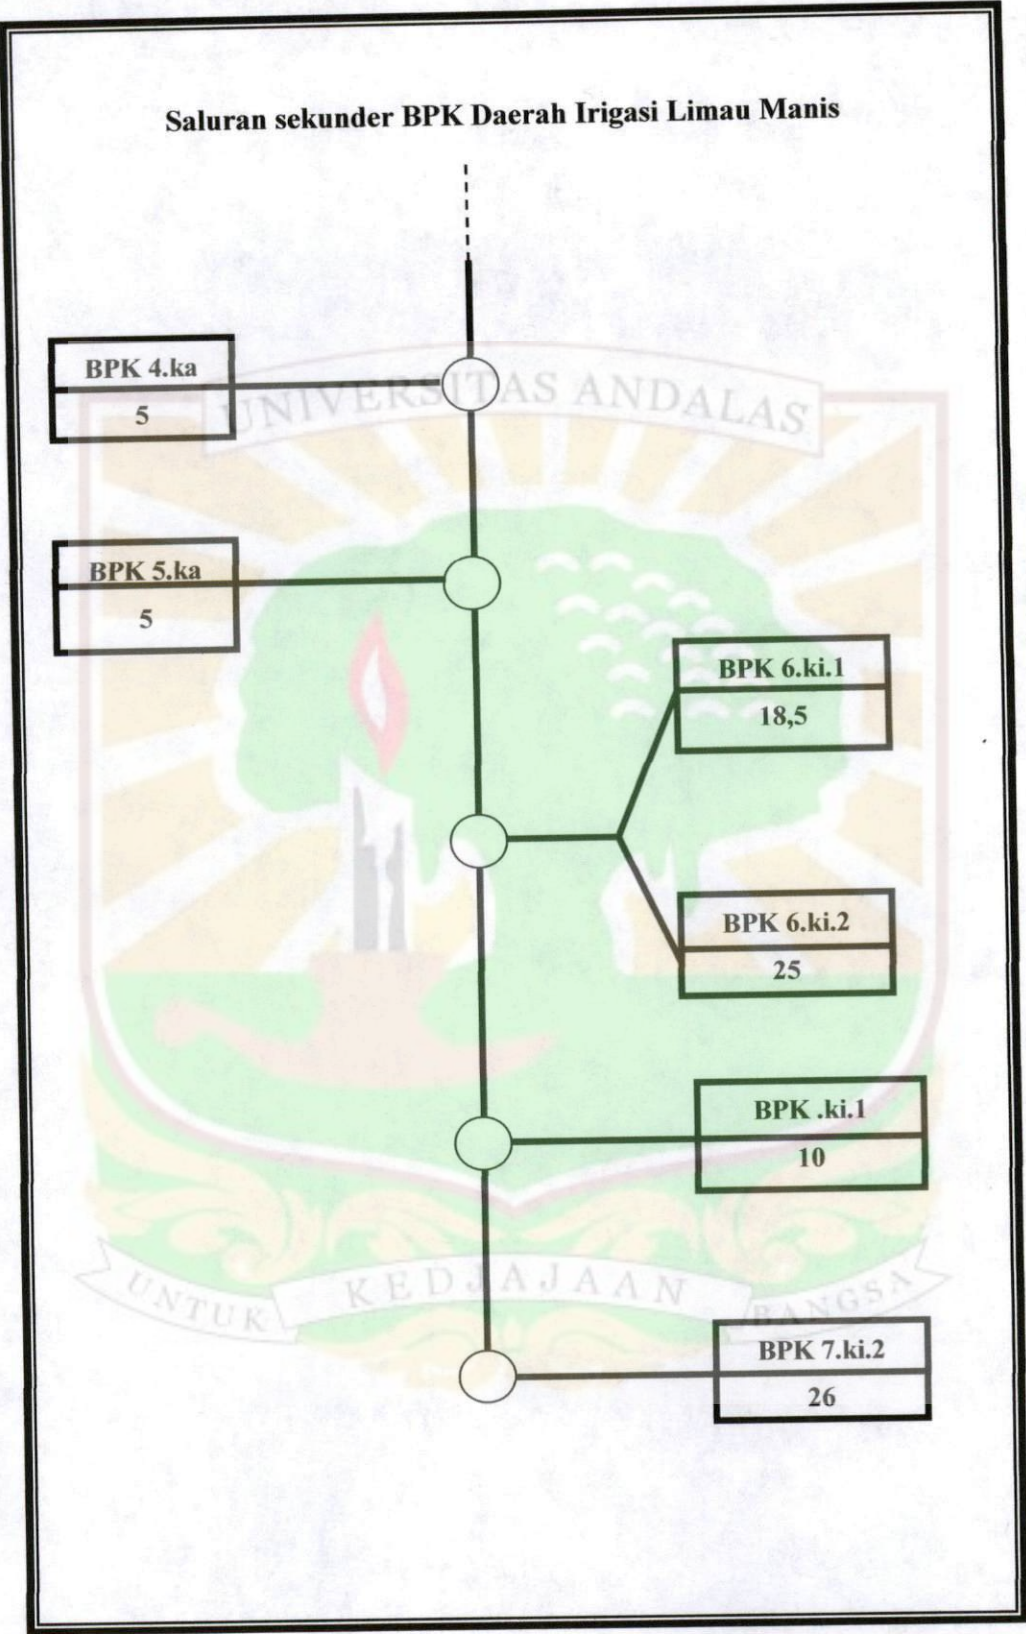 Saluran sekunder BPK Daerah Irigasi Limau Manis
BPK 4.ka
5
UNIVERSITAS ANDALAS
BPK 5.ka
5
BPK 6.ki.1
18,5
BPK 6.ki.2
25
BPK .ki.1
10
UNTUK KEDJAJAAN BANGSA
BPK 7.ki.2
26